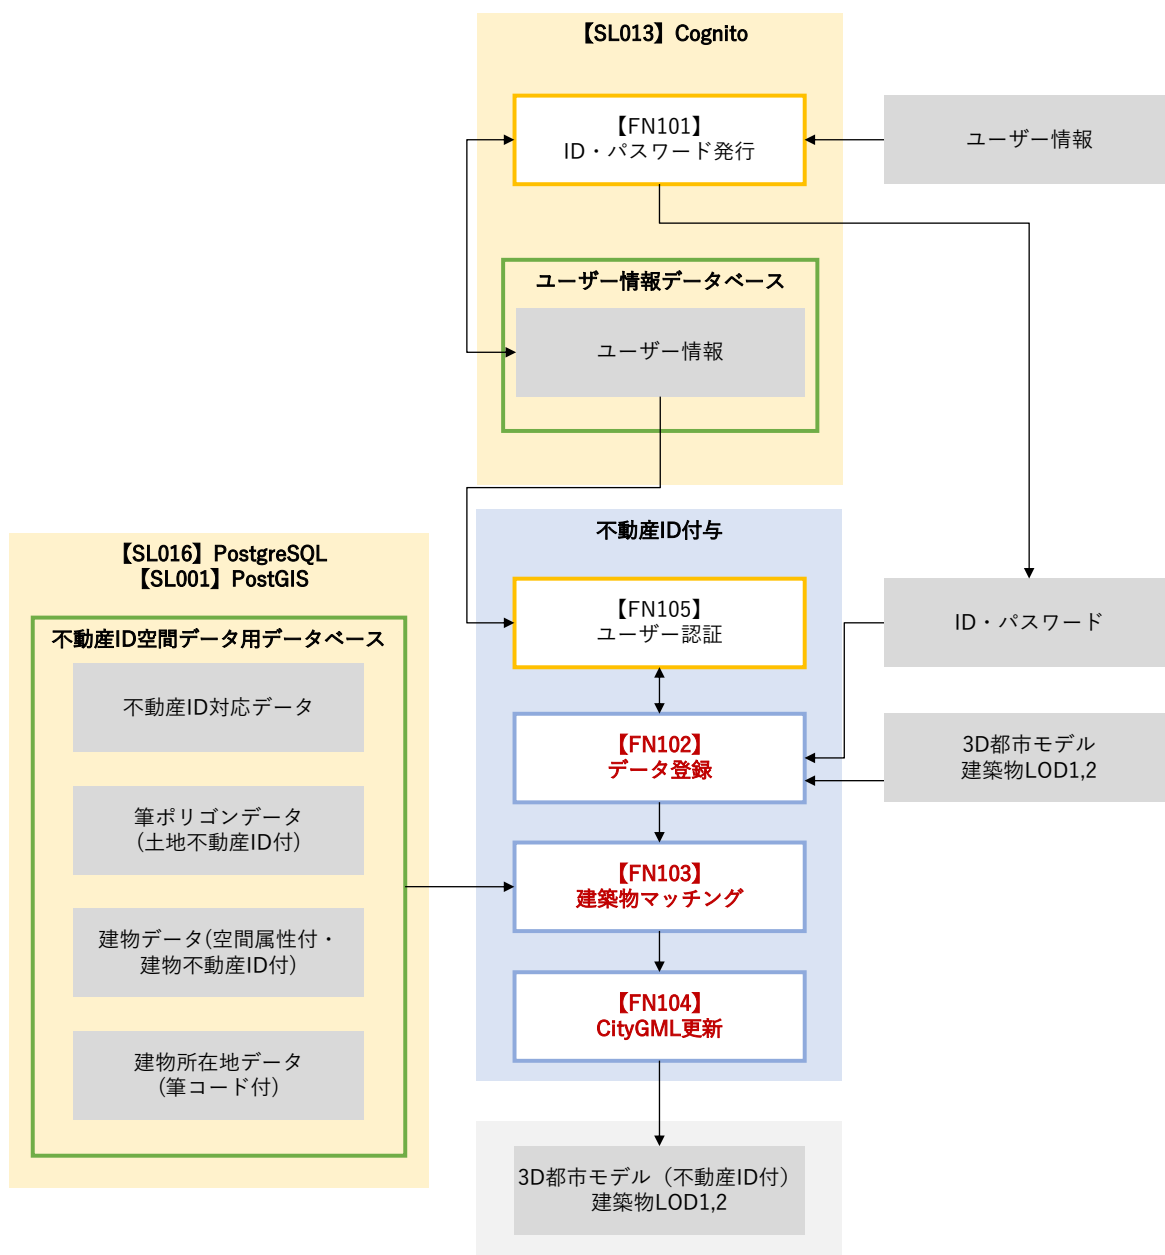 【SL013】Cognito
【FN101】
ID・パスワード発行
ユーザー情報
ユーザー情報データベース
ユーザー情報
【SL016】PostgreSQL
【SL001】PostGIS
不動産ID空間データ用データベース
不動産ID対応データ
筆ポリゴンデータ
(土地不動産ID付)
建物データ(空間属性付・
建物不動産ID付)
建物所在地データ
(筆コード付)
不動産ID付与
【FN105】
ユーザー認証
ID・パスワード
【FN102】
データ登録
3D都市モデル
建築物LOD1,2
【FN103】
建築物マッチング
【FN104】
CityGML更新
3D都市モデル（不動産ID付）
建築物LOD1,2